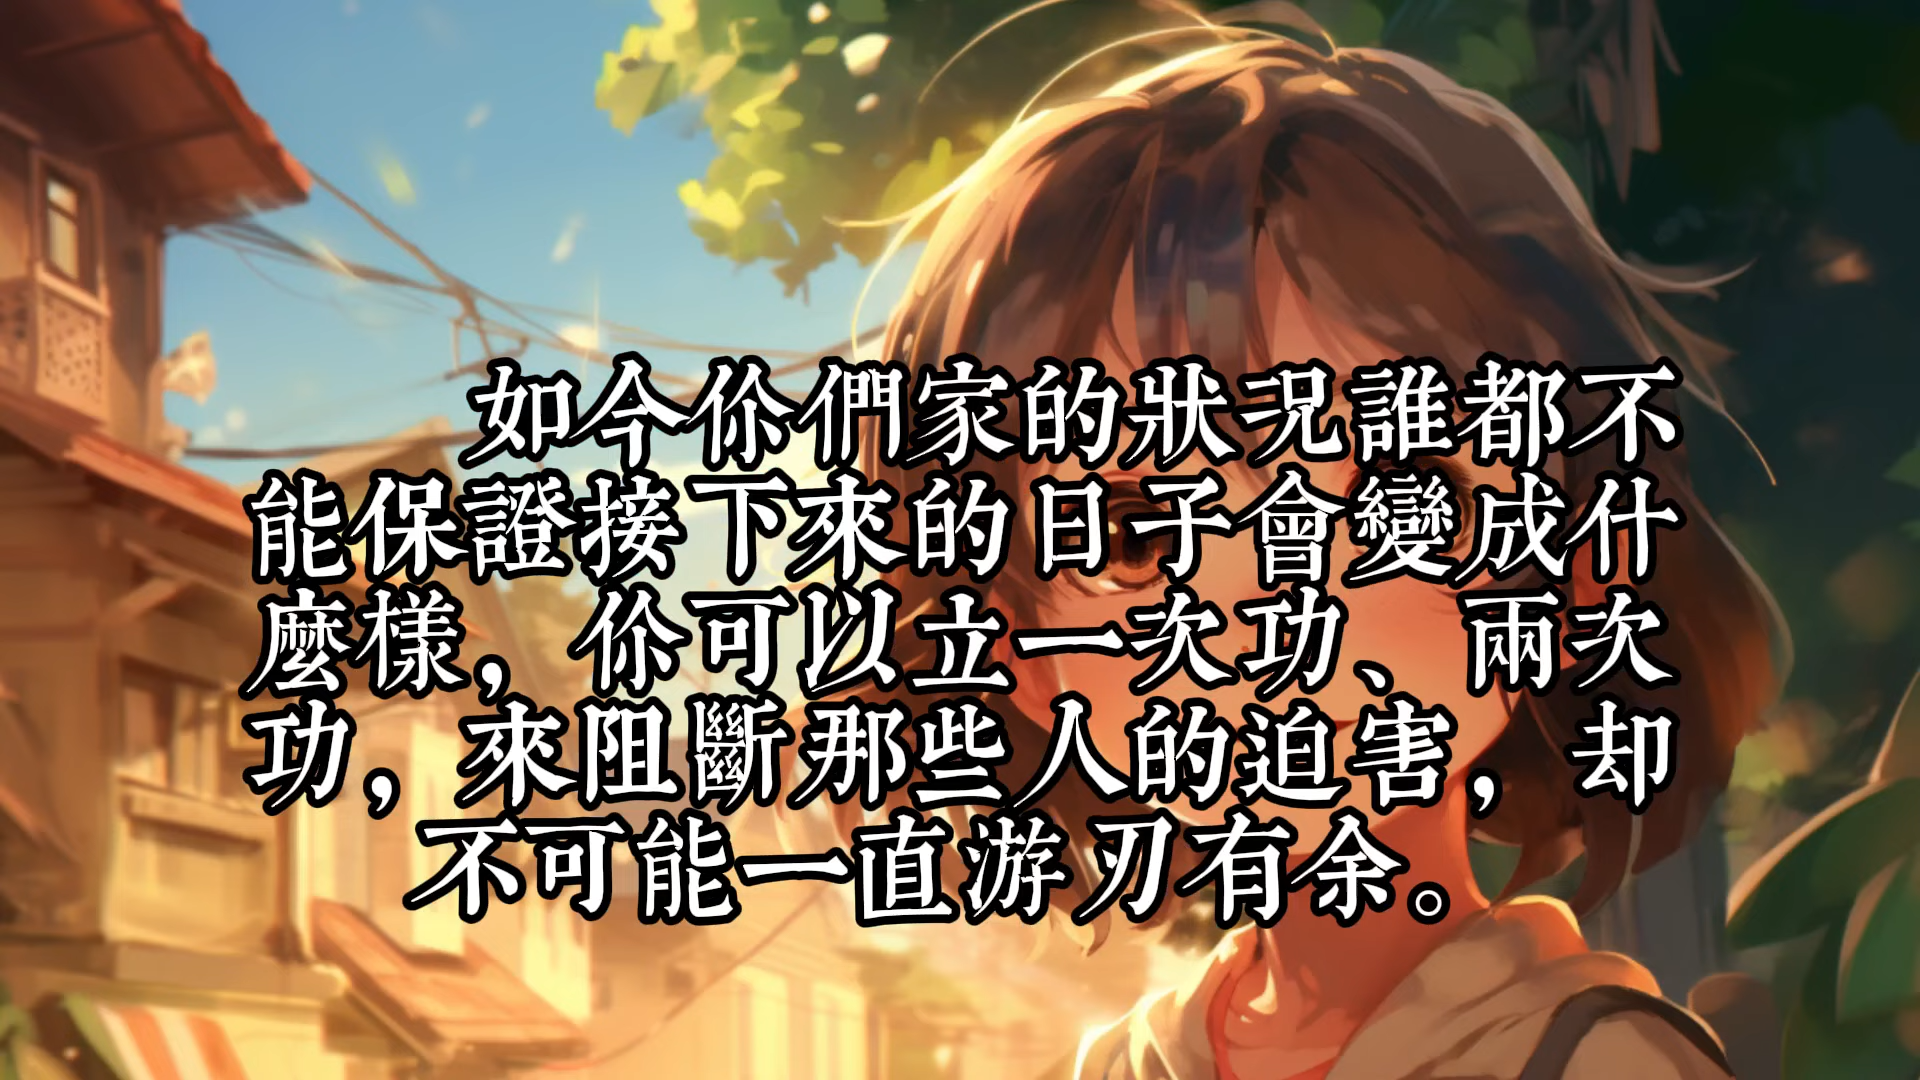 如今你們家的狀況誰都不
能保證接下來的日子會變成什
麼樣，你可以立一次功、兩次
功，來阻斷那些人的迫害，却
不可能一直游刃有余。